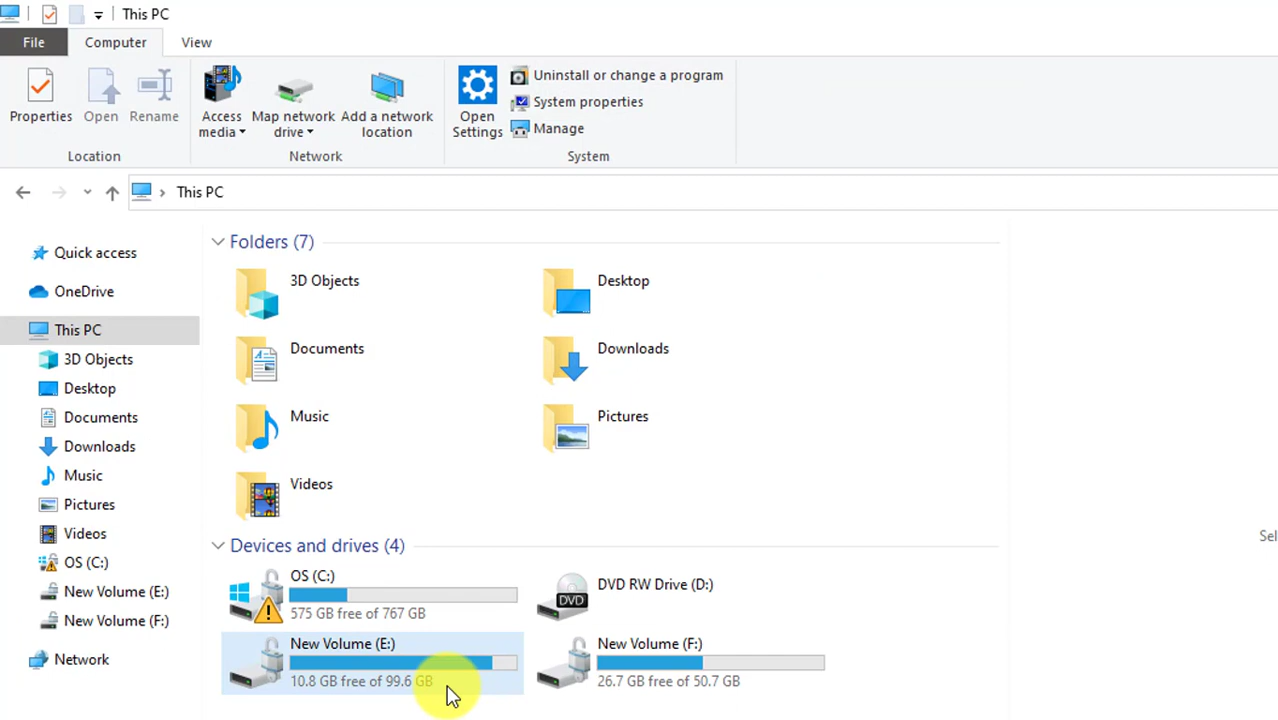 This PC
File
Computer
View
Properties
Open
Rename
Location
Access media
Map network drive
Add a network location
Network
Open Settings
Uninstall or change a program
System properties
Manage
System
This PC
Quick access
OneDrive
This PC
3D Objects
Desktop
Documents
Downloads
Music
Pictures
Videos
OS (C:)
New Volume (E:)
New Volume (F:)
Network
Folders (7)
3D Objects
Desktop
Documents
Downloads
Music
Pictures
Videos
Devices and drives (4)
OS (C:)
575 GB free of 767 GB
DVD
DVD RW Drive (D:)
New Volume (E:)
10.8 GB free of 99.6 GB
New Volume (F:)
26.7 GB free of 50.7 GB
Sel